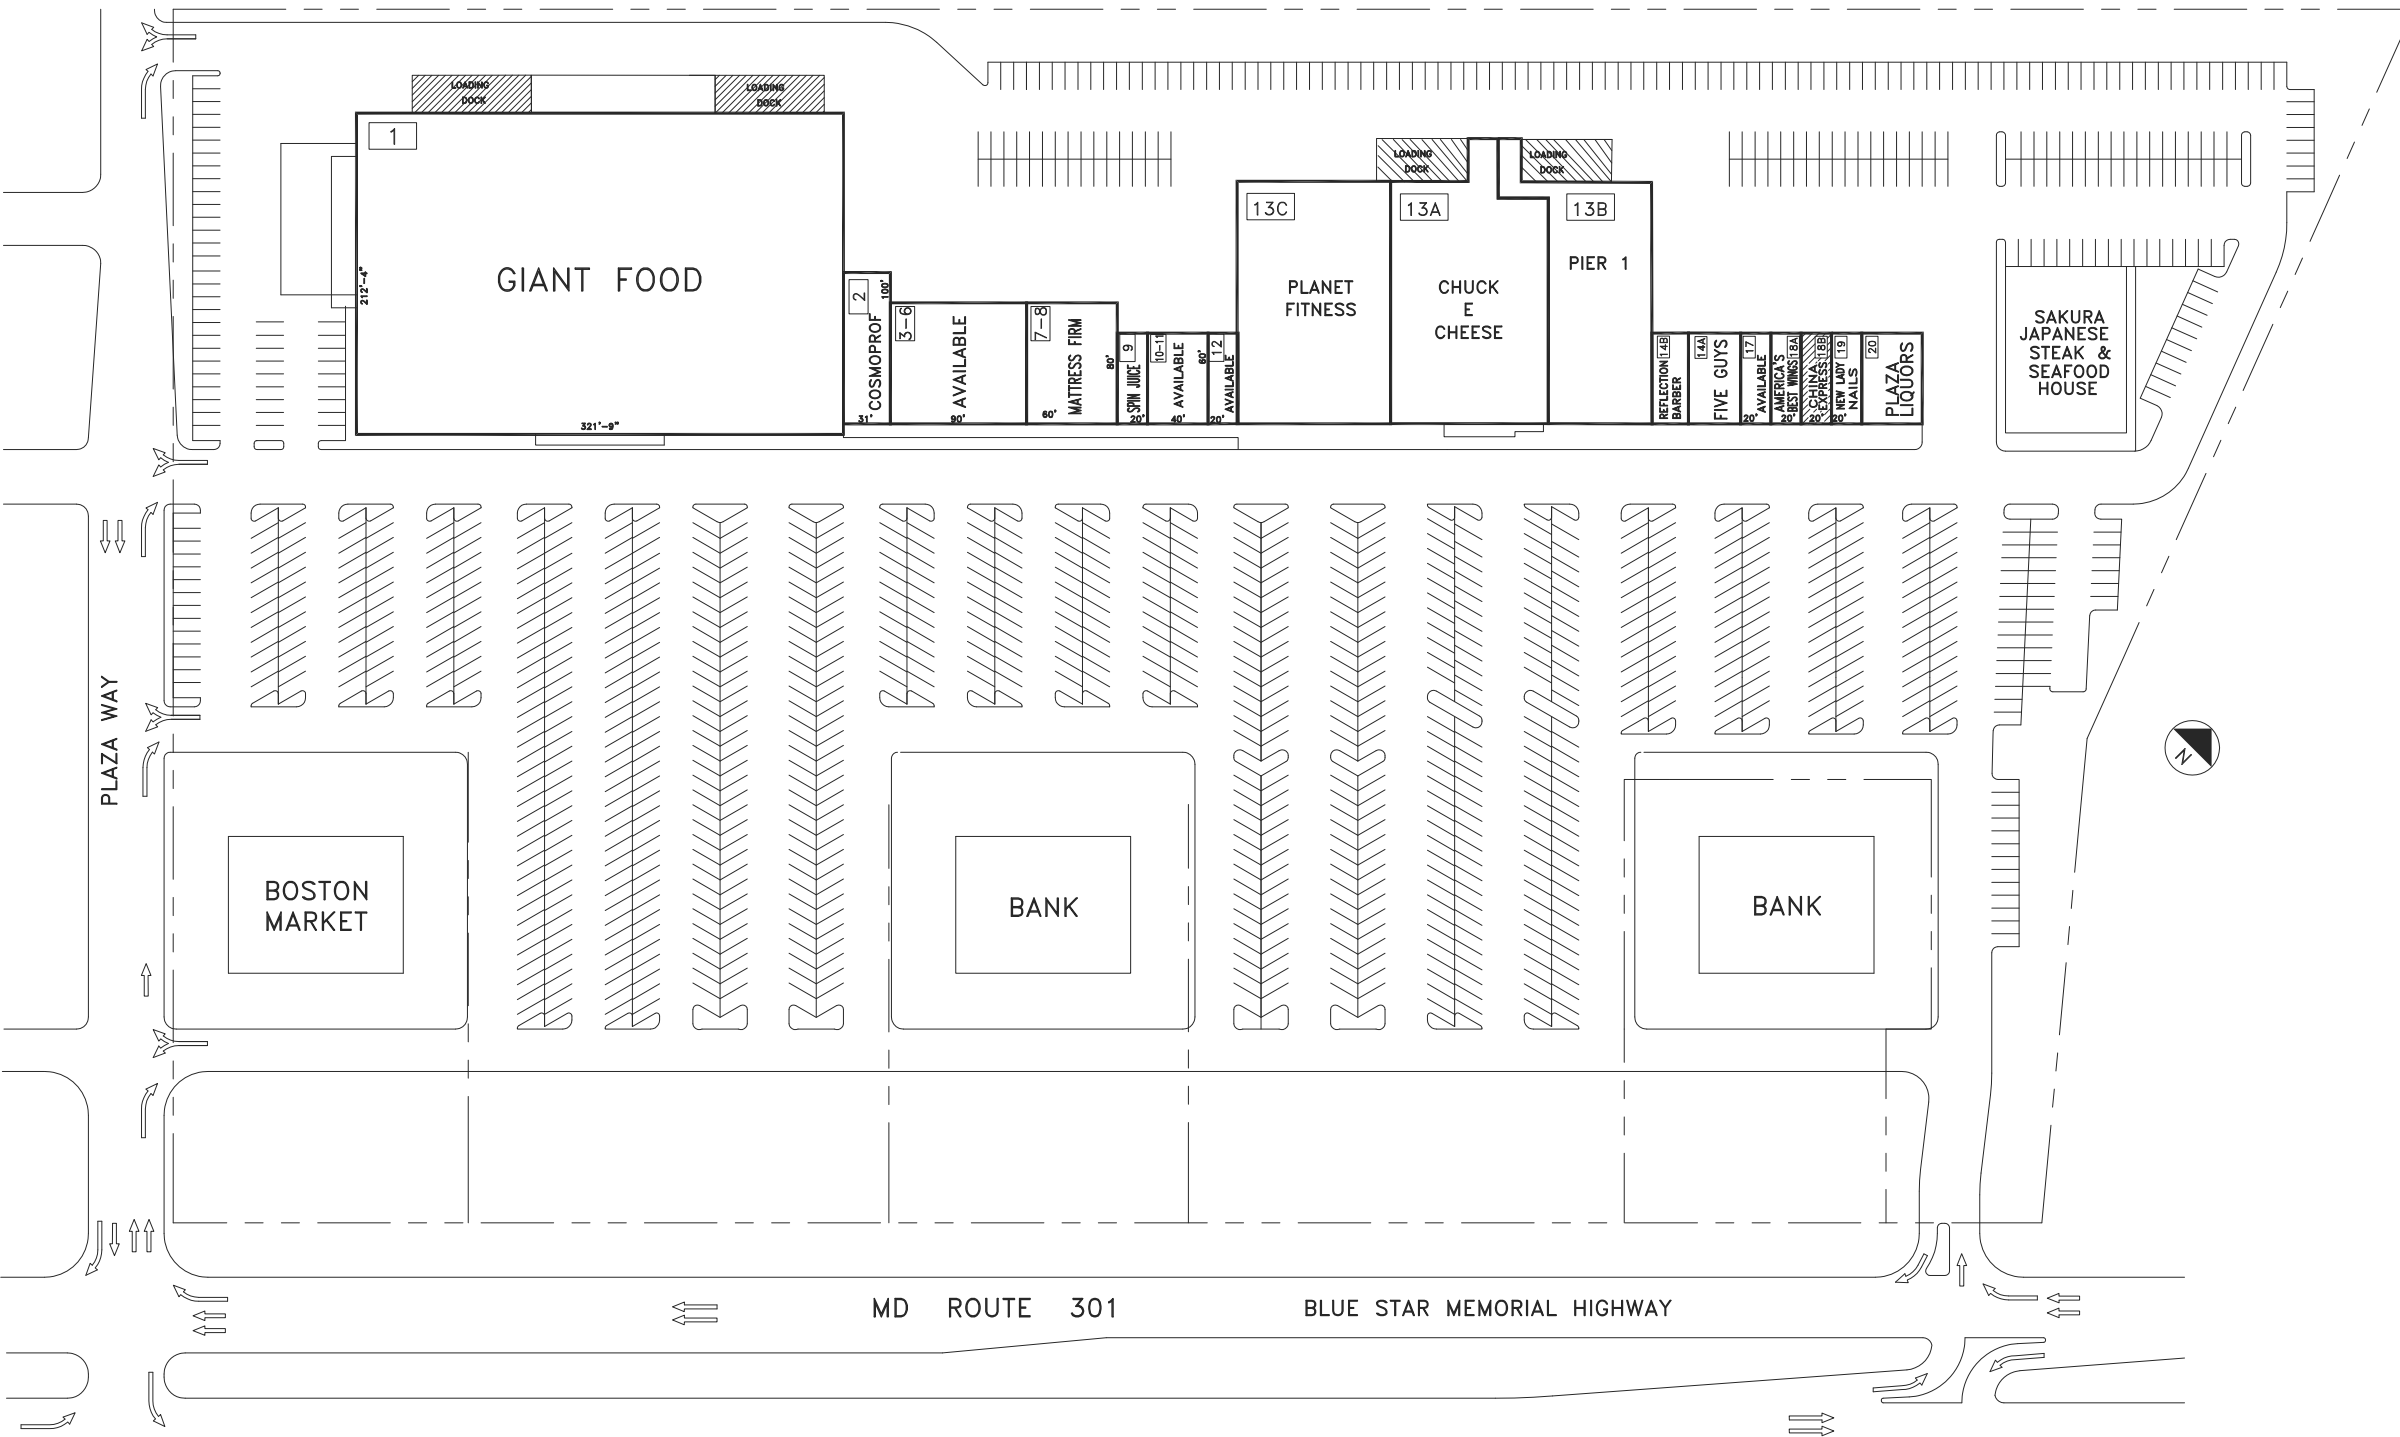 LOADING
DOCK
LOADING
DOCK
1
GIANT FOOD
212'-4"
321'-9"
2
COSMOPROF
100'
31'
3-6
AVAILABLE
90'
7-8
MATTRESS FIRM
60'
80'
9
SPIN JUICE
20'
10-11
AVAILABLE
40'
60'
12
AVAILABLE
20'
13C
PLANET
FITNESS
LOADING
DOCK
13A
CHUCK
E
CHEESE
LOADING
DOCK
13B
PIER 1
14B
REFLECTION
BARBER
14A
FIVE GUYS
17
AVAILABLE
20'
18A
AMERICA'S
BEST WINGS
20'
18B
CHINA
EXPRESS
20'
19
NEW LADY
NAILS
20'
20
PLAZA
LIQUORS
SAKURA
JAPANESE
STEAK &
SEAFOOD
HOUSE
PLAZA WAY
N
BOSTON
MARKET
BANK
BANK
MD ROUTE 301
BLUE STAR MEMORIAL HIGHWAY